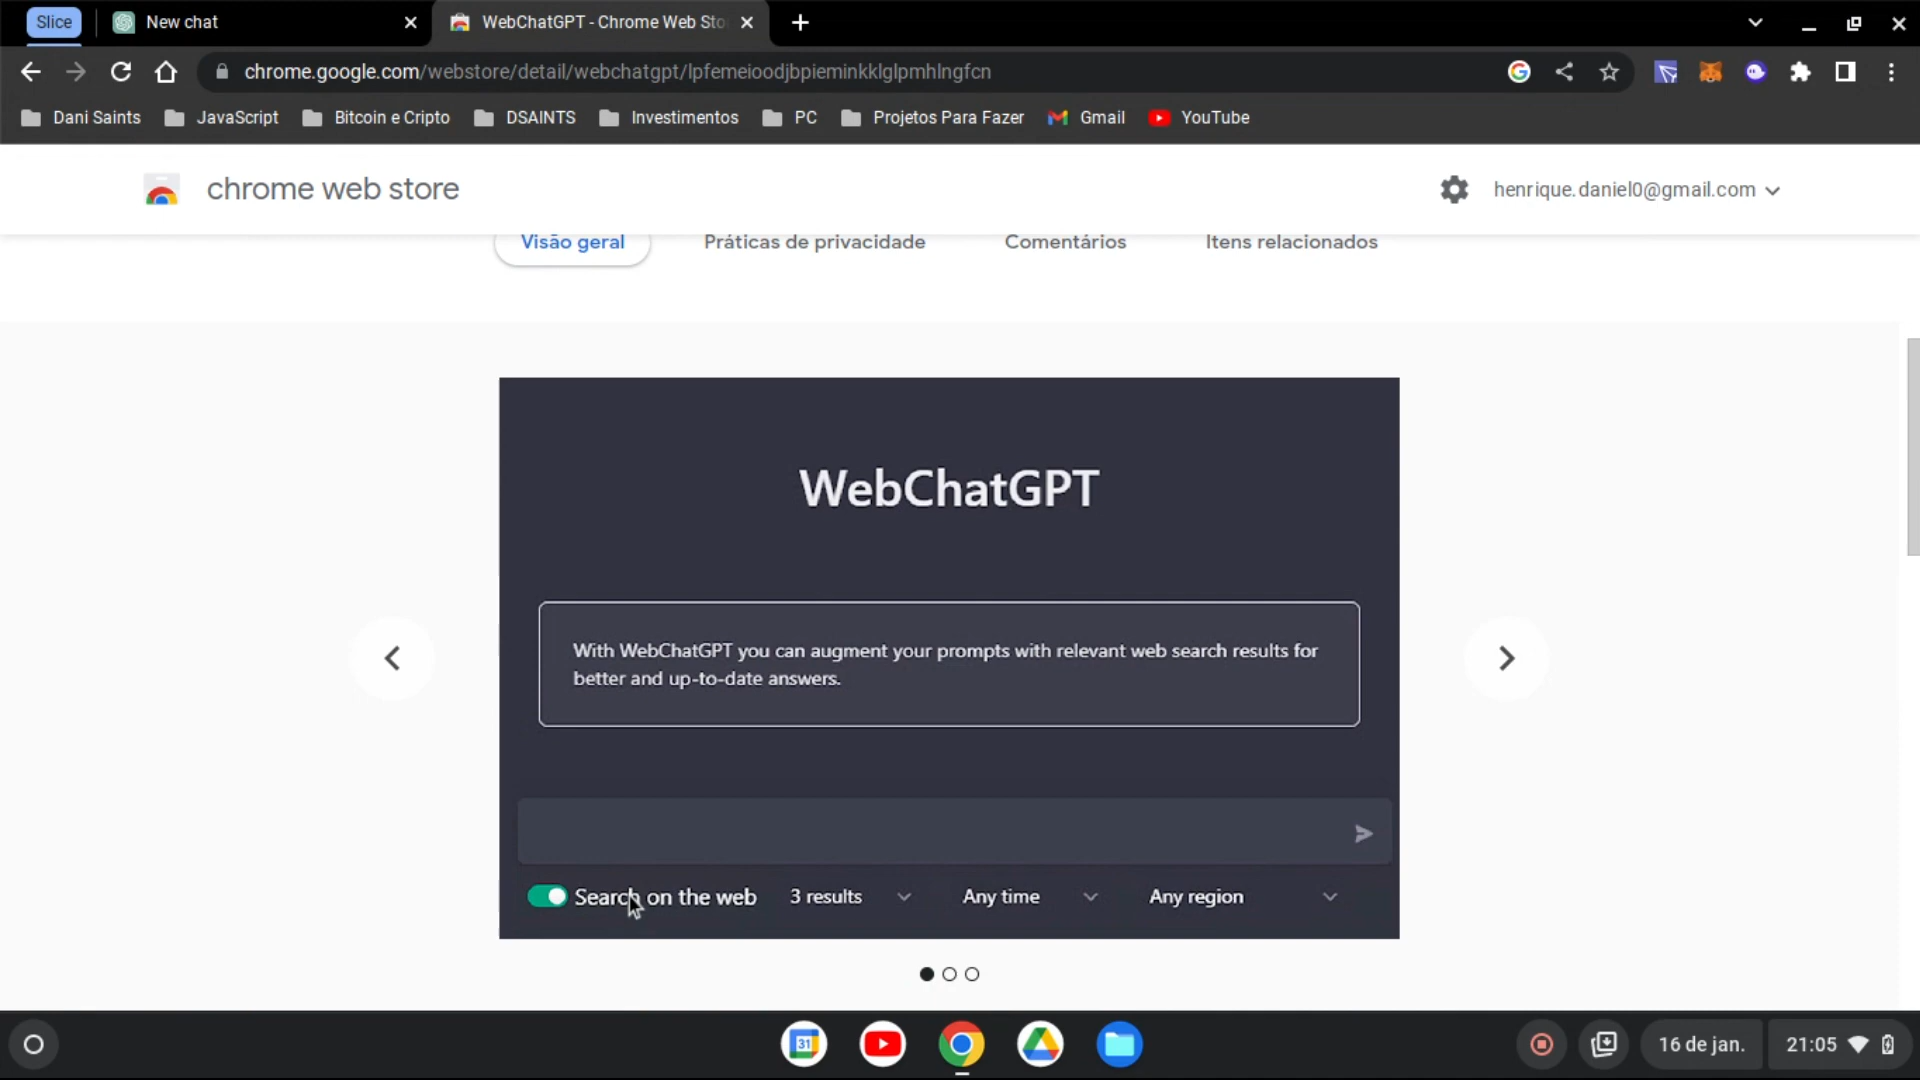 Slice
New chat
WebChatGPT - Chrome Web Sto
chrome.google.com/webstore/detail/webchatgpt/lpfemeioodjbpieminkklglpmhlngfcn
Dani Saints
JavaScript
Bitcoin e Cripto
DSAINTS
Investimentos
PC
Projetos Para Fazer
Gmail
YouTube
chrome web store
henrique.daniel0@gmail.com
Visão geral
Práticas de privacidade
Comentários
Itens relacionados
WebChatGPT
With WebChatGPT you can augment your prompts with relevant web search results for
better and up-to-date answers.
Search on the web
3 results
Any time
Any region
31
16 de jan.
21:05